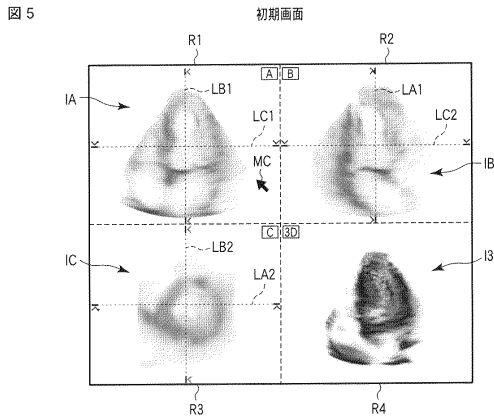 図5
初期画面
R1
R2
A
B
IA
LB1
LA1
LC1
LC2
MC
IB
C
3D
LB2
IC
LA2
I3
R3
R4